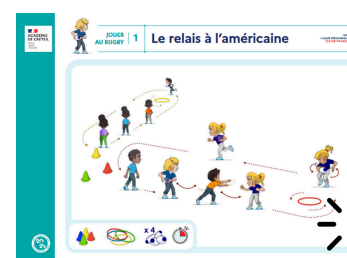 ACADÉMIE
DE CRÉTEIL
JOUER
AU RUGBY
1
Le relais à l'américaine
x 4